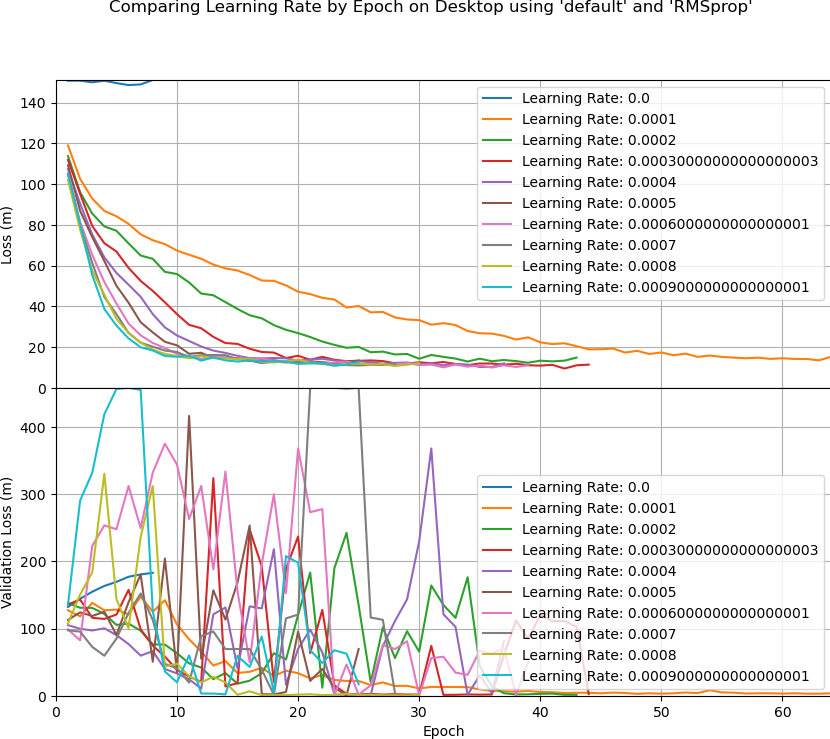 Comparing Learning Rate by Epoch on Desktop using 'default' and 'RMSprop'
Loss (m)
140
120
100
80
60
40
20
0
Learning Rate: 0.0
Learning Rate: 0.0001
Learning Rate: 0.0002
Learning Rate: 0.00030000000000000003
Learning Rate: 0.0004
Learning Rate: 0.0005
Learning Rate: 0.0006000000000000001
Learning Rate: 0.0007
Learning Rate: 0.0008
Learning Rate: 0.0009000000000000001
Validation Loss (m)
400
300
200
100
0
Learning Rate: 0.0
Learning Rate: 0.0001
Learning Rate: 0.0002
Learning Rate: 0.00030000000000000003
Learning Rate: 0.0004
Learning Rate: 0.0005
Learning Rate: 0.0006000000000000001
Learning Rate: 0.0007
Learning Rate: 0.0008
Learning Rate: 0.0009000000000000001
0 10 20 30 40 50 60
Epoch